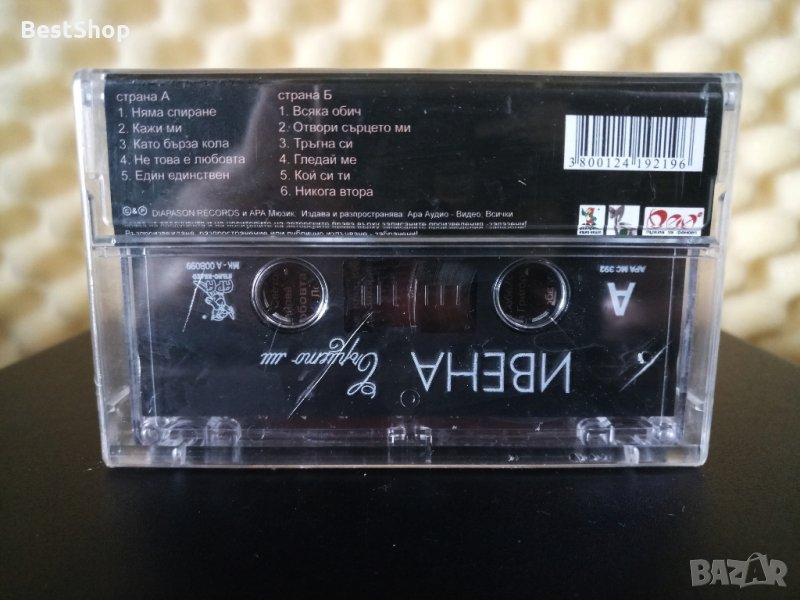 BestShop
страна А
1. Няма спиране
2. Кажи ми
3. Като бърза кола
4. Не това е любовта
5. Един единствен
страна Б
1. Всяка обич
2. Отвори сърцето ми
3. Тръгна си
4. Гледай ме
5. Кой си ти
6. Никога втора
3800124192196
©&℗ DIAPASON RECORDS и АРА Мюзик. Издава и разпространява Ара Аудио - Видео. Всички
МК - А 008099
АРА МС 392
А
ИВЕНА
Сърцето ми
BAZAR